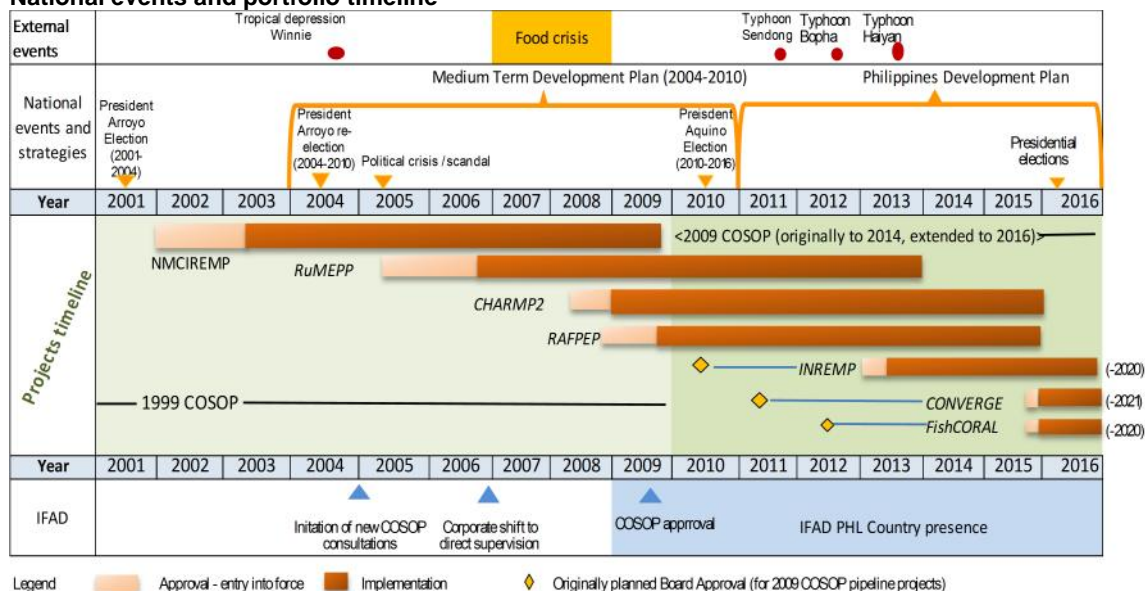 National events and portfolio timeline
External events
Tropical depression Winnie
Food crisis
Typhoon Sendong
Typhoon Bopha
Typhoon Haiyan
National events and strategies
Medium Term Development Plan (2004-2010)
Philippines Development Plan
President Arroyo Election (2001-2004)
President Arroyo re-election (2004-2010)
Political crisis / scandal
Preisdent Aquino Election (2010-2016)
Presidential elections
Year 2001 2002 2003 2004 2005 2006 2007 2008 2009 2010 2011 2012 2013 2014 2015 2016
Projects timeline
<2009 COSOP (originally to 2014, extended to 2016)>
NMCIREMP
RuMEPP
CHARMP2
RAFPEP
INREMP
(-2020)
1999 COSOP
CONVERGE
(-2021)
FishCORAL
(-2020)
Year 2001 2002 2003 2004 2005 2006 2007 2008 2009 2010 2011 2012 2013 2014 2015 2016
IFAD
Initation of new COSOP consultations
Corporate shift to direct supervision
COSOP apprroval
IFAD PHL Country presence
Legend
Approval - entry into force
Implementation
Originally planned Board Approval (for 2009 COSOP pipeline projects)